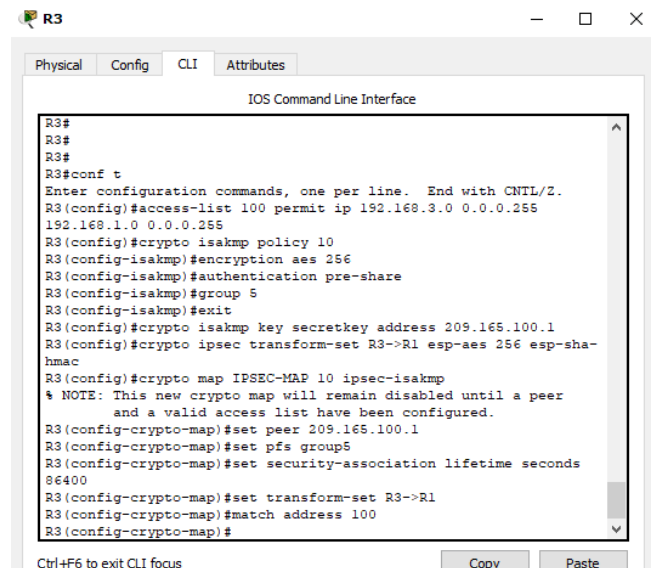 R3
Physical Config CLI Attributes
IOS Command Line Interface
R3#
R3#
R3#
R3#conf t
Enter configuration commands, one per line.  End with CNTL/Z.
R3(config)#access-list 100 permit ip 192.168.3.0 0.0.0.255
192.168.1.0 0.0.0.255
R3(config)#crypto isakmp policy 10
R3(config-isakmp)#encryption aes 256
R3(config-isakmp)#authentication pre-share
R3(config-isakmp)#group 5
R3(config-isakmp)#exit
R3(config)#crypto isakmp key secretkey address 209.165.100.1
R3(config)#crypto ipsec transform-set R3->R1 esp-aes 256 esp-sha-
hmac
R3(config)#crypto map IPSEC-MAP 10 ipsec-isakmp
% NOTE: This new crypto map will remain disabled until a peer
        and a valid access list have been configured.
R3(config-crypto-map)#set peer 209.165.100.1
R3(config-crypto-map)#set pfs group5
R3(config-crypto-map)#set security-association lifetime seconds
86400
R3(config-crypto-map)#set transform-set R3->R1
R3(config-crypto-map)#match address 100
R3(config-crypto-map)#
Ctrl+F6 to exit CLI focus Copy Paste